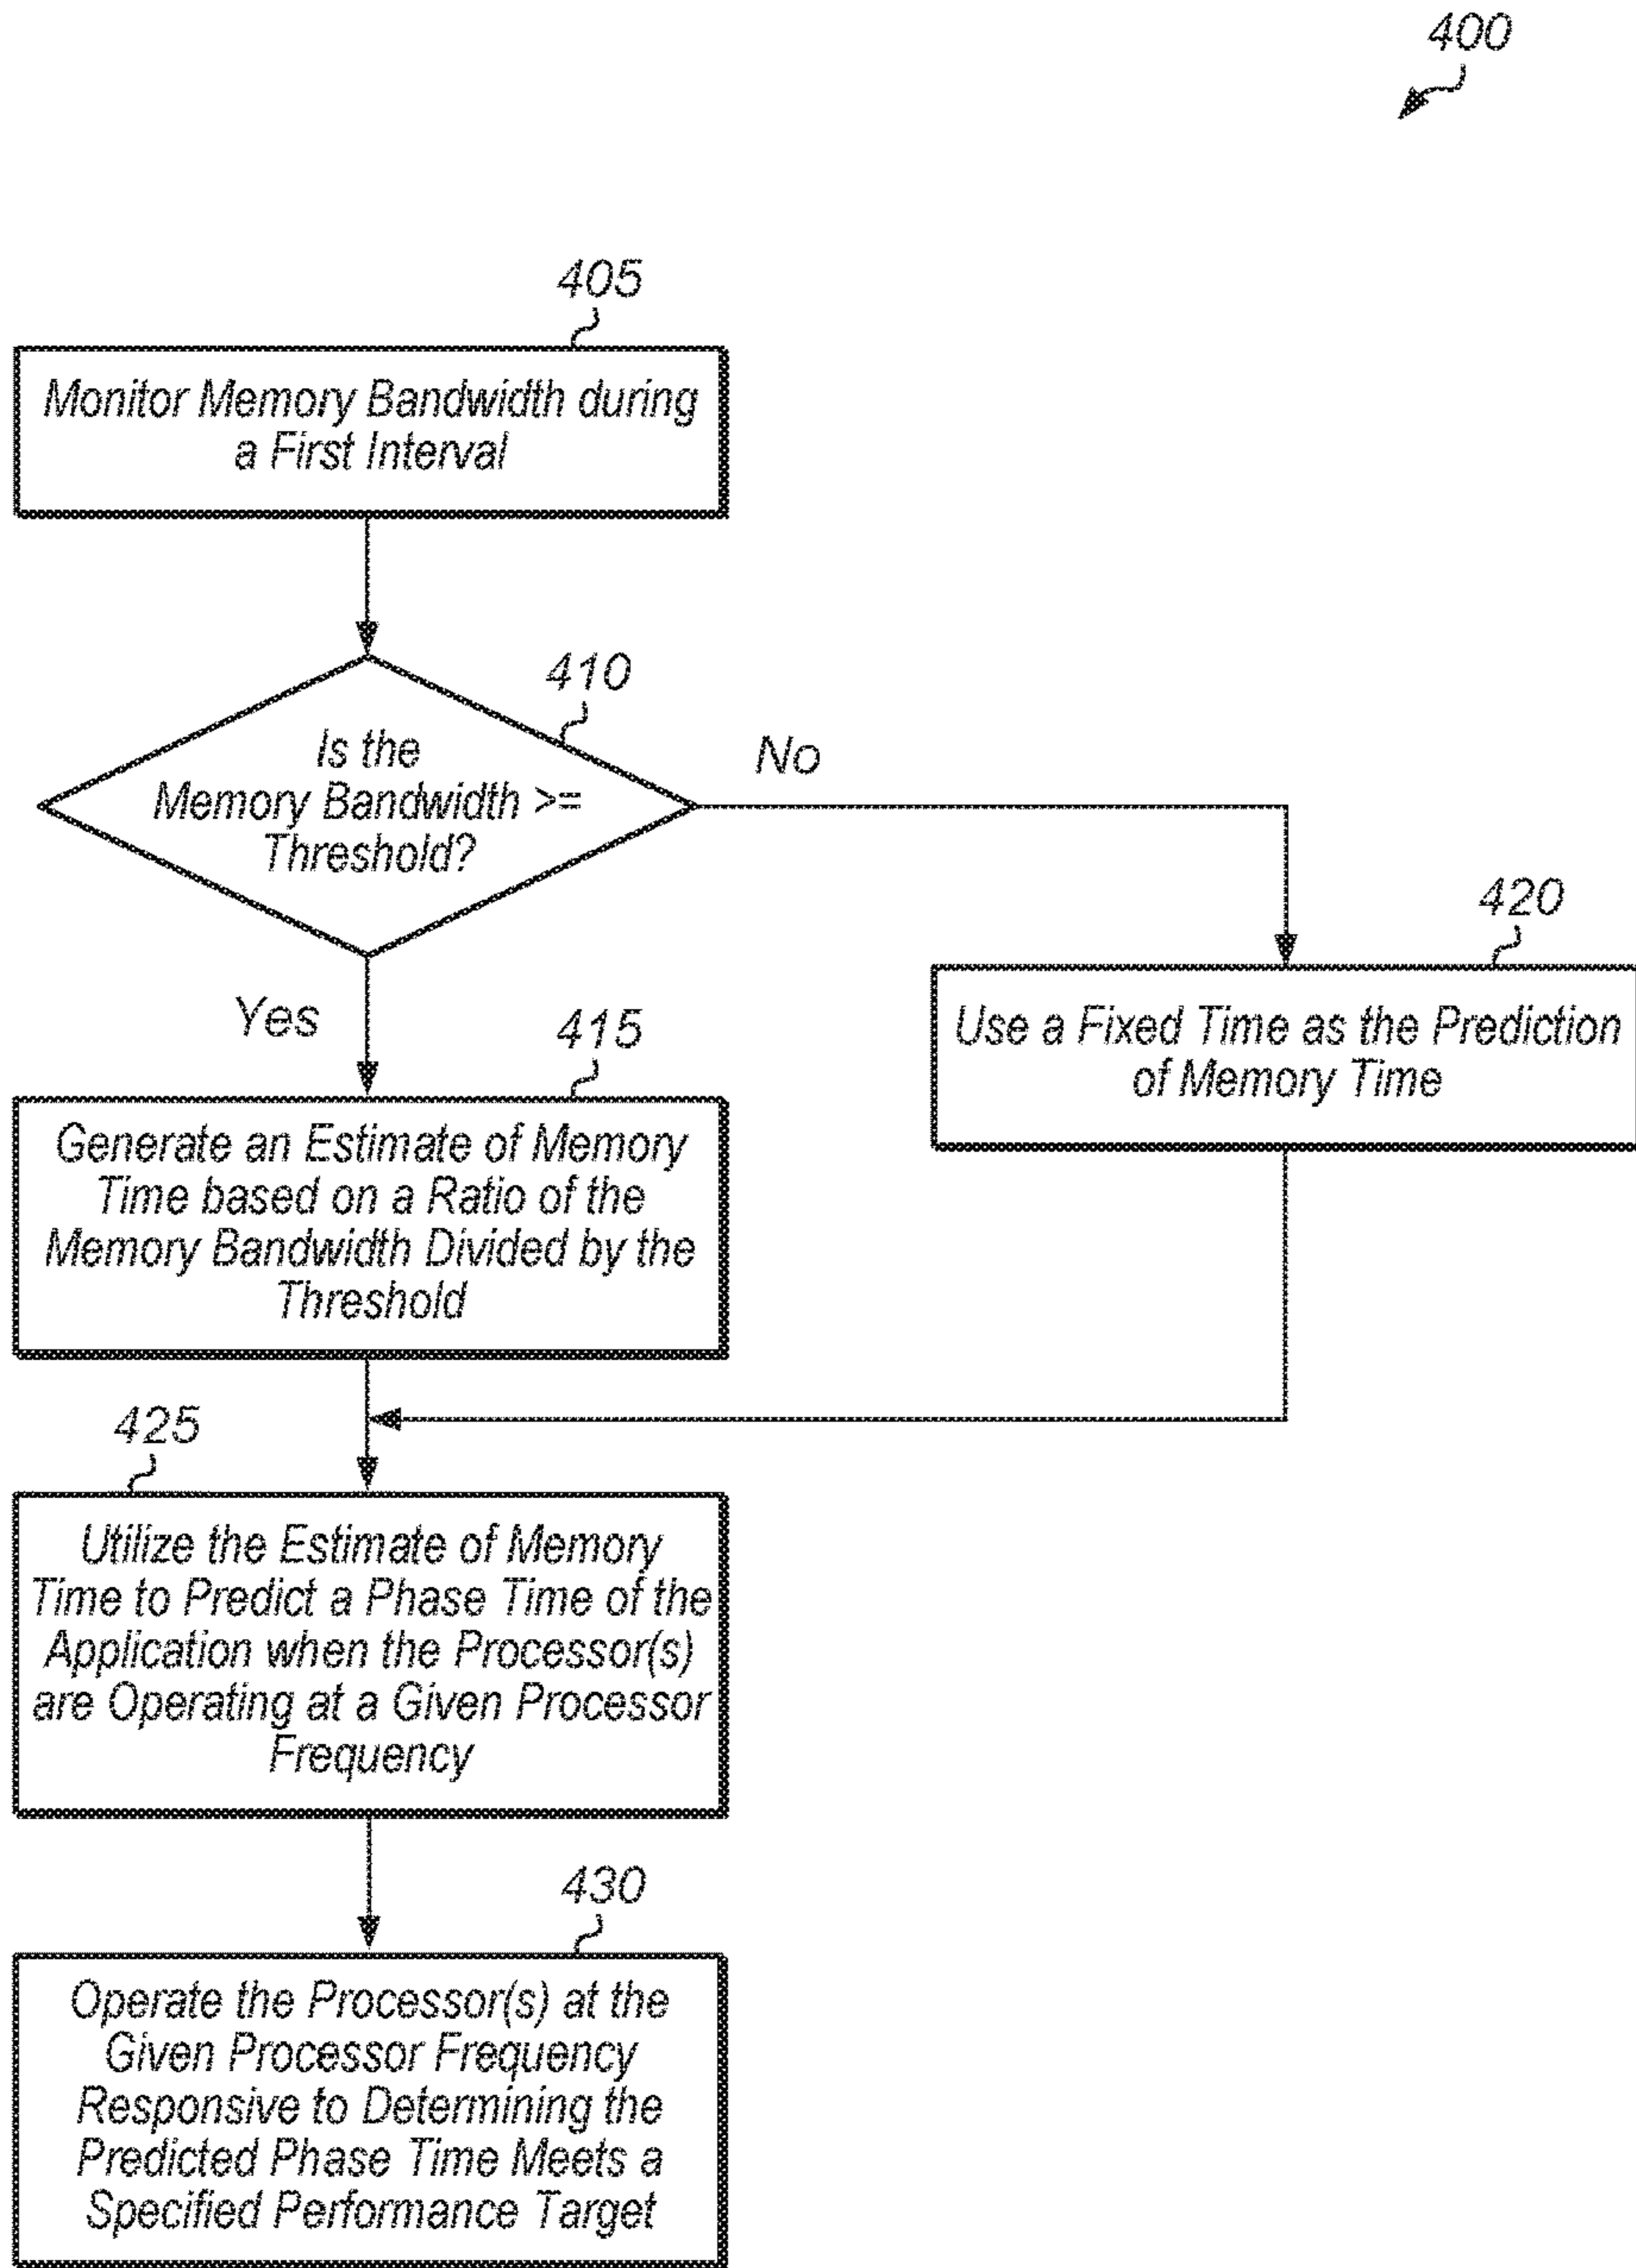 400
405
Monitor Memory Bandwidth during
a First Interval
410
Is the
Memory Bandwidth >=
Threshold?
No
Yes
415
Generate an Estimate of Memory
Time based on a Ratio of the
Memory Bandwidth Divided by the
Threshold
420
Use a Fixed Time as the Prediction
of Memory Time
425
Utilize the Estimate of Memory
Time to Predict a Phase Time of the
Application when the Processor(s)
are Operating at a Given Processor
Frequency
430
Operate the Processor(s) at the
Given Processor Frequency
Responsive to Determining the
Predicted Phase Time Meets a
Specified Performance Target